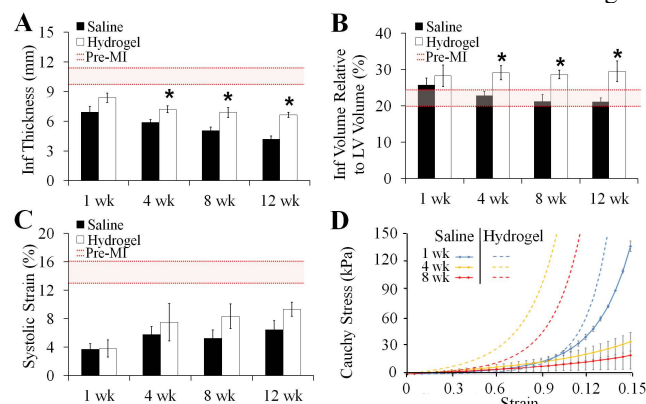 A
Saline
Hydrogel
Pre-MI
Inf Thickness (mm)
15
12
9
6
3
0
* * *
1 wk 4 wk 8 wk 12 wk
B
Saline
Hydrogel
Pre-MI
Inf Volume Relative
to LV Volume (%)
40
30
20
10
0
* * *
1 wk 4 wk 8 wk 12 wk
C
Saline
Hydrogel
Pre-MI
Systolic Strain (%)
20
16
12
8
4
0
1 wk 4 wk 8 wk 12 wk
D
Saline Hydrogel
1 wk
4 wk
8 wk
Cauchy Stress (kPa)
150
120
90
60
30
0
0 0.3 0.6 0.9 0.12 0.15
Strain